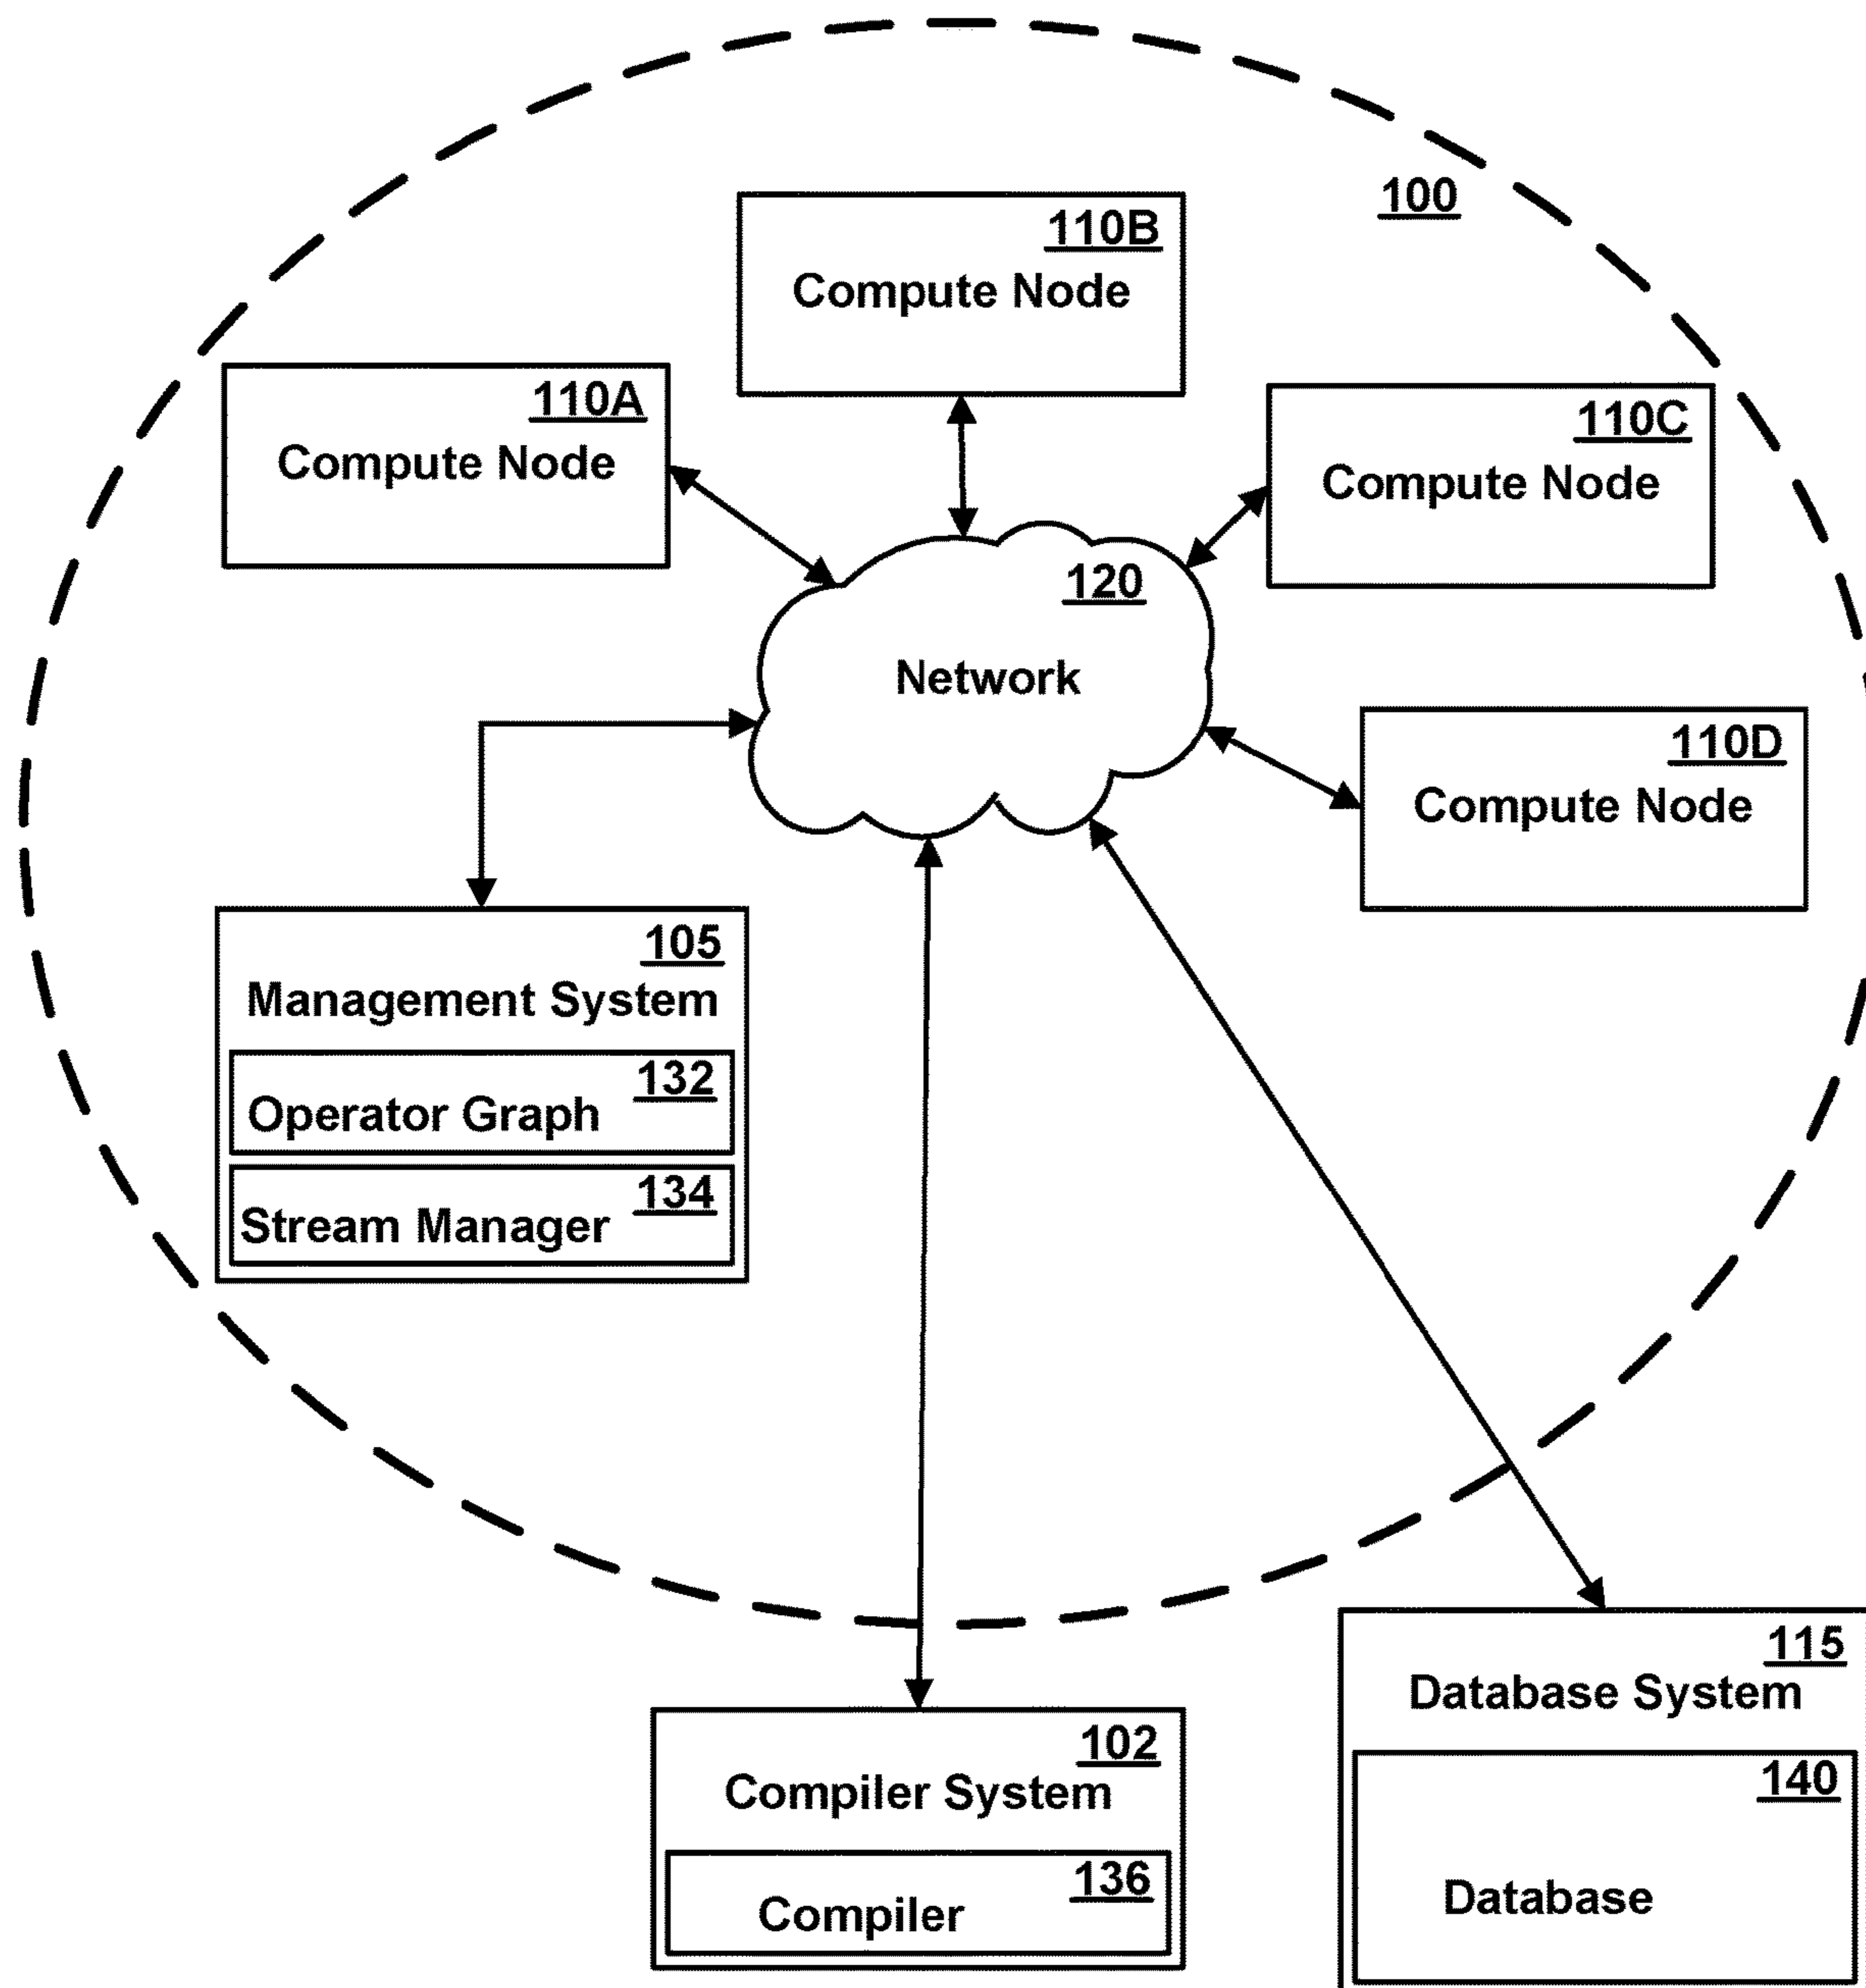 100
110B
Compute Node
110A
Compute Node
110C
Compute Node
120
Network
110D
Compute Node
105
Management System
132
Operator Graph
134
Stream Manager
115
Database System
102
Compiler System
140
Database
136
Compiler